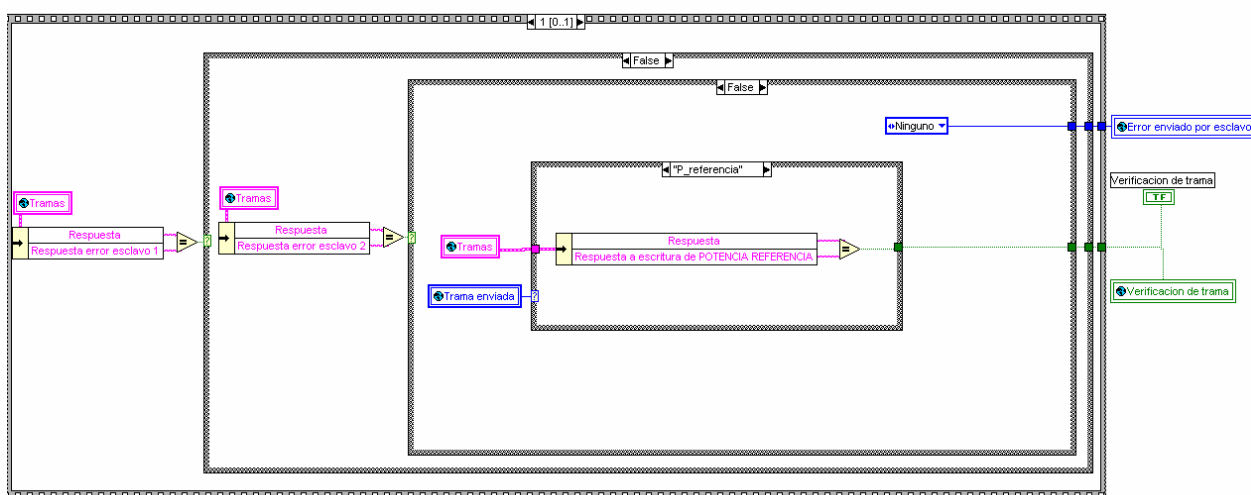 1 [0..1]
False
False
Ninguno
Error enviado por esclavo
"P_referencia"
Verificacion de trama
TF
Tramas
Tramas
Respuesta
Respuesta error esclavo 1
=
?
Respuesta
Respuesta error esclavo 2
=
?
Tramas
Respuesta
Respuesta a escritura de POTENCIA REFERENCIA
=
Trama enviada
?
Verificacion de trama